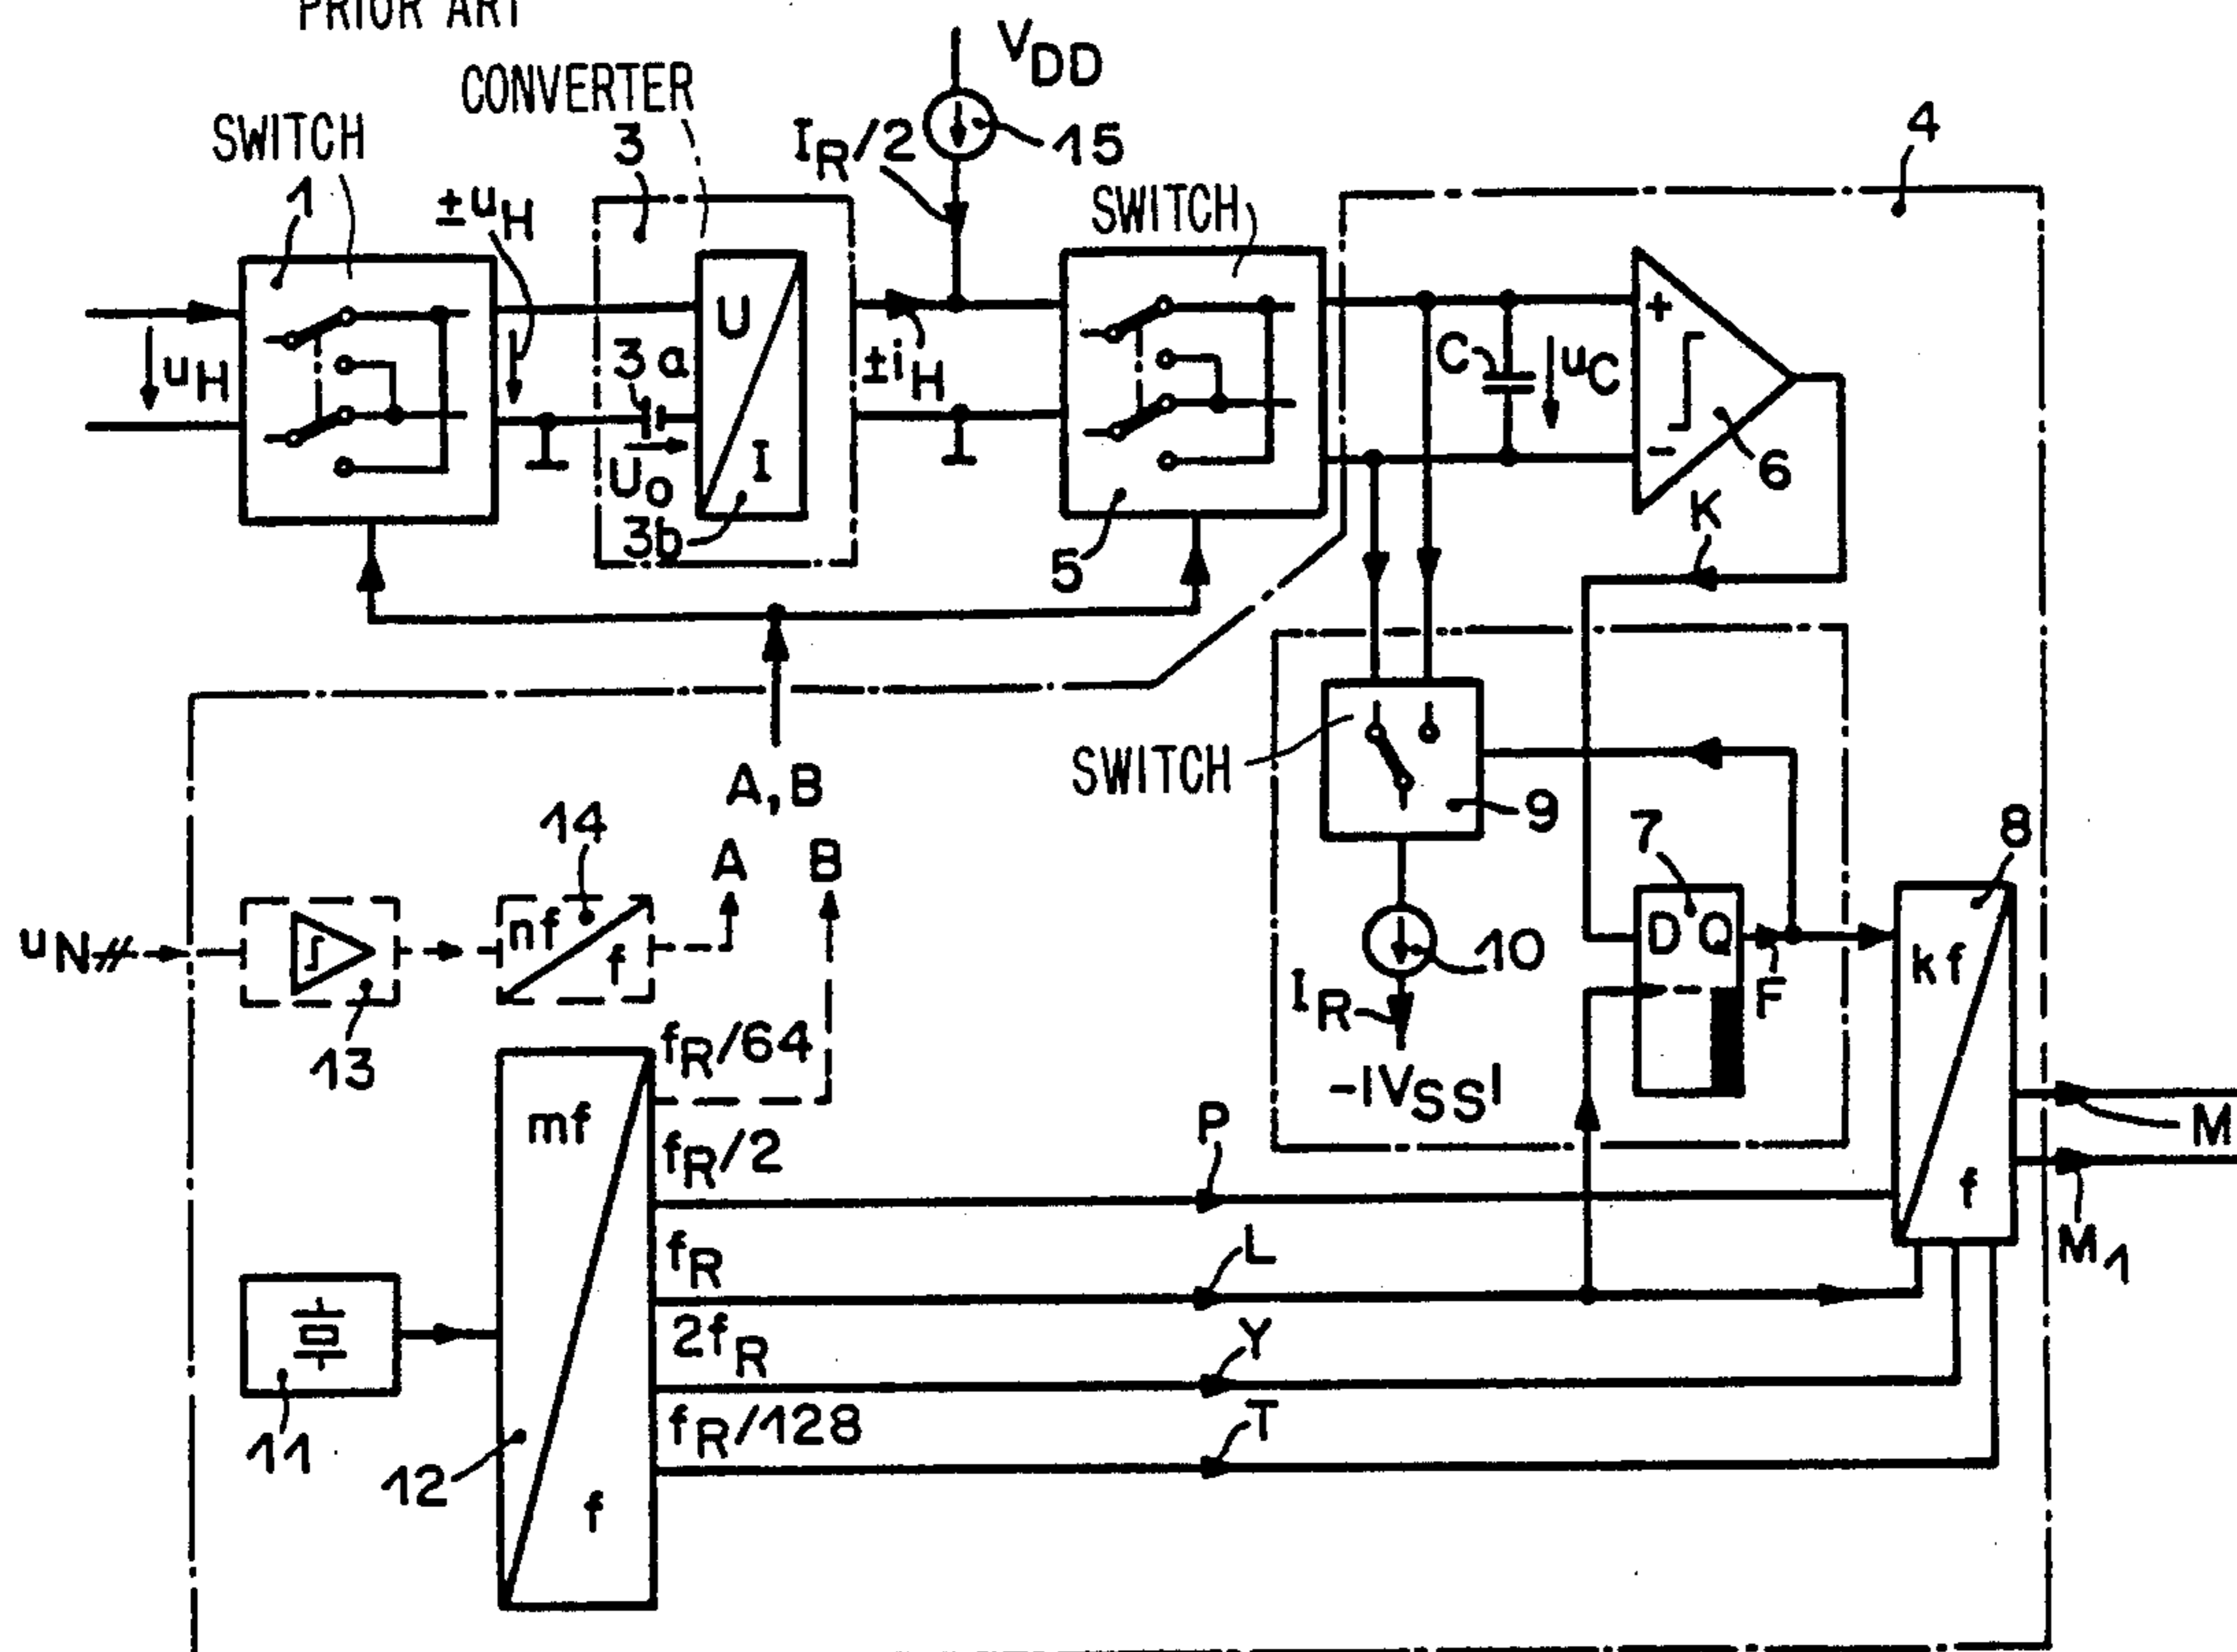 PRIOR ART
CONVERTER
SWITCH
1
±uH
3
IR/2
VDD
15
SWITCH
4
uH
3a
U
I
U0
3b
±iH
5
C
uC
+
-
6
K
A,B
SWITCH
9
14
A
B
7
8
uN
nf
f
13
10
IR
-|VSS|
D Q
F
kf
f
mf
f
fR/64
fR/2
P
fR
L
2fR
Y
fR/128
T
M
M1
11
12